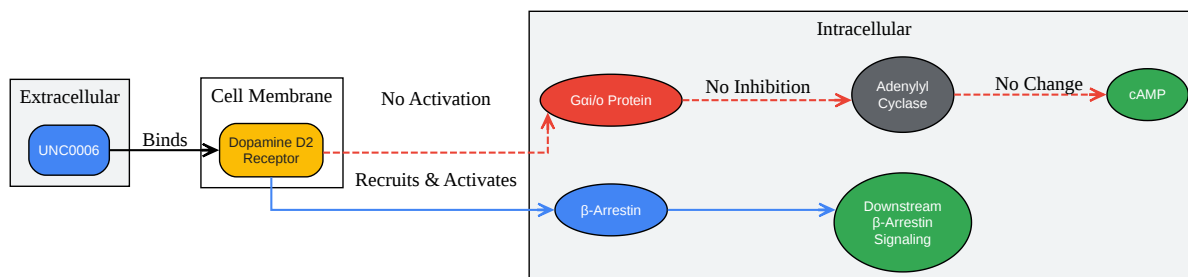 Intracellular
Extracellular
UNC0006
Binds
Cell Membrane
Dopamine D2
Receptor
No Activation
Gαi/o Protein
No Inhibition
Adenylyl
Cyclase
No Change
cAMP
Recruits & Activates
β-Arrestin
Downstream
β-Arrestin
Signaling